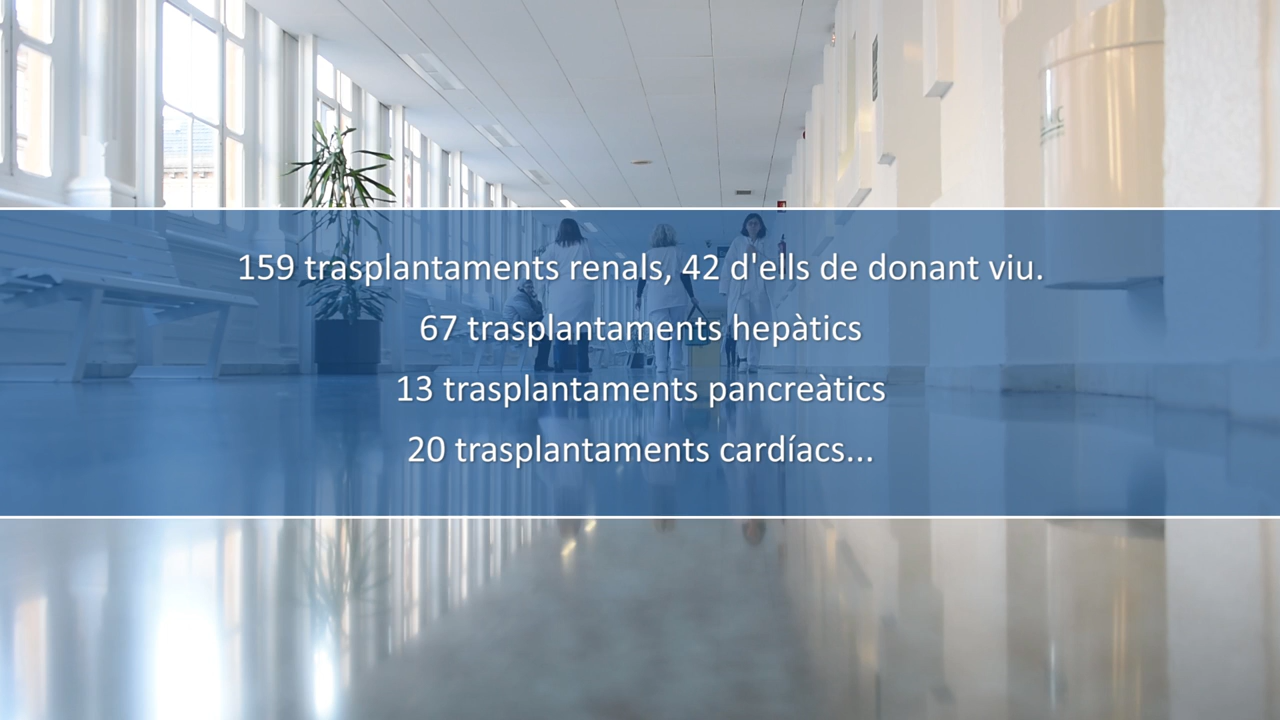 159 trasplantaments renals, 42 d'ells de donant viu.
67 trasplantaments hepàtics
13 trasplantaments pancreàtics
20 trasplantaments cardíacs...